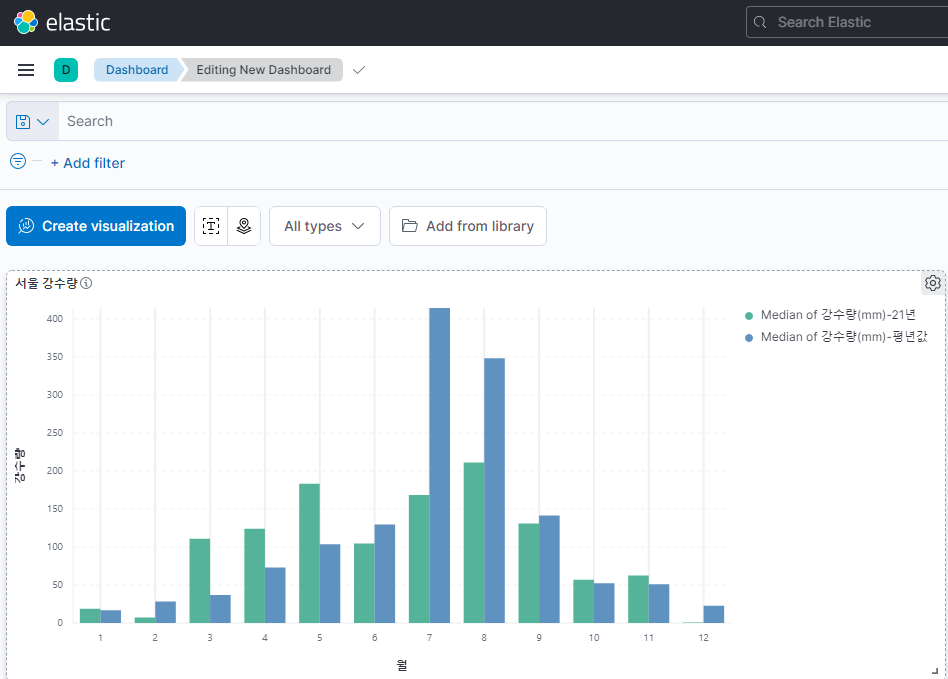 elastic
Search Elastic
D
Dashboard
Editing New Dashboard
Search
+ Add filter
Create visualization
T
All types
Add from library
서울 강수량
Median of 강수량(mm)-21년
Median of 강수량(mm)-평년값
400
350
300
250
200
150
100
50
0
강수량
1 2 3 4 5 6 7 8 9 10 11 12
월